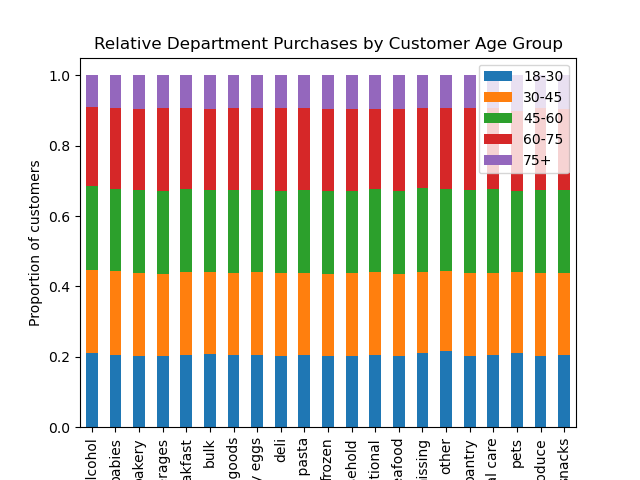 Relative Department Purchases by Customer Age Group
Proportion of customers
1.0
0.8
0.6
0.4
0.2
0.0
18-30
30-45
45-60
60-75
75+
lcohol
babies
bakery
rages
akfast
bulk
goods
y eggs
deli
pasta
frozen
ehold
tional
eafood
issing
other
pantry
l care
pets
oduce
snacks